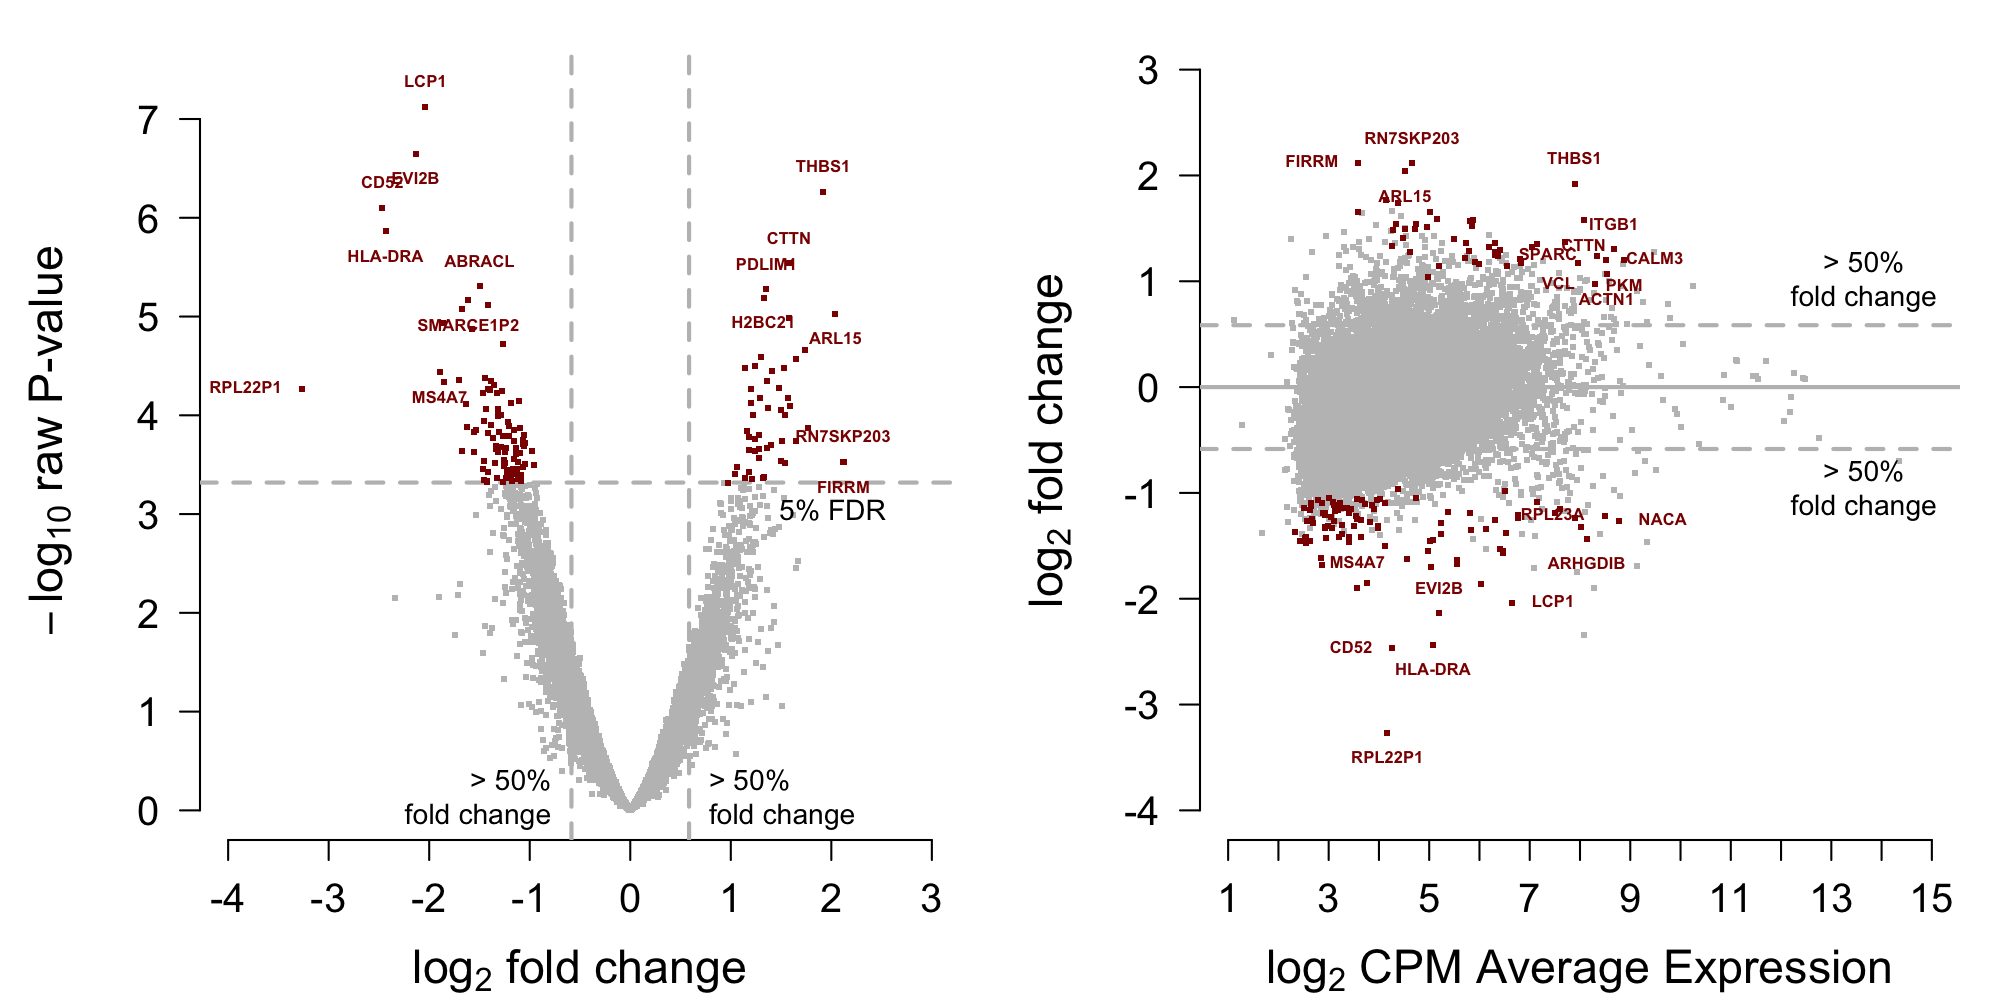 LCP1
THBS1
CD52
EVI2B
CTTN
HLA-DRA
ABRACL
PDLIM1
SMARCE1P2
H2BC21
ARL15
RPL22P1
MS4A7
RN7SKP203
FIRRM
5% FDR
> 50%
fold change
> 50%
fold change
7
6
5
4
3
2
1
0
-4
-3
-2
-1
0
1
2
3
log2 fold change
−log10 raw P-value
RN7SKP203
FIRRM
THBS1
ARL15
ITGB1
CTTN
SPARC
CALM3
VCL
PKM
ACTN1
> 50%
fold change
> 50%
fold change
RPL23A
NACA
MS4A7
ARHGDIB
EVI2B
LCP1
CD52
HLA-DRA
RPL22P1
3
2
1
0
-1
-2
-3
-4
1
3
5
7
9
11
13
15
log2 CPM Average Expression
log2 fold change